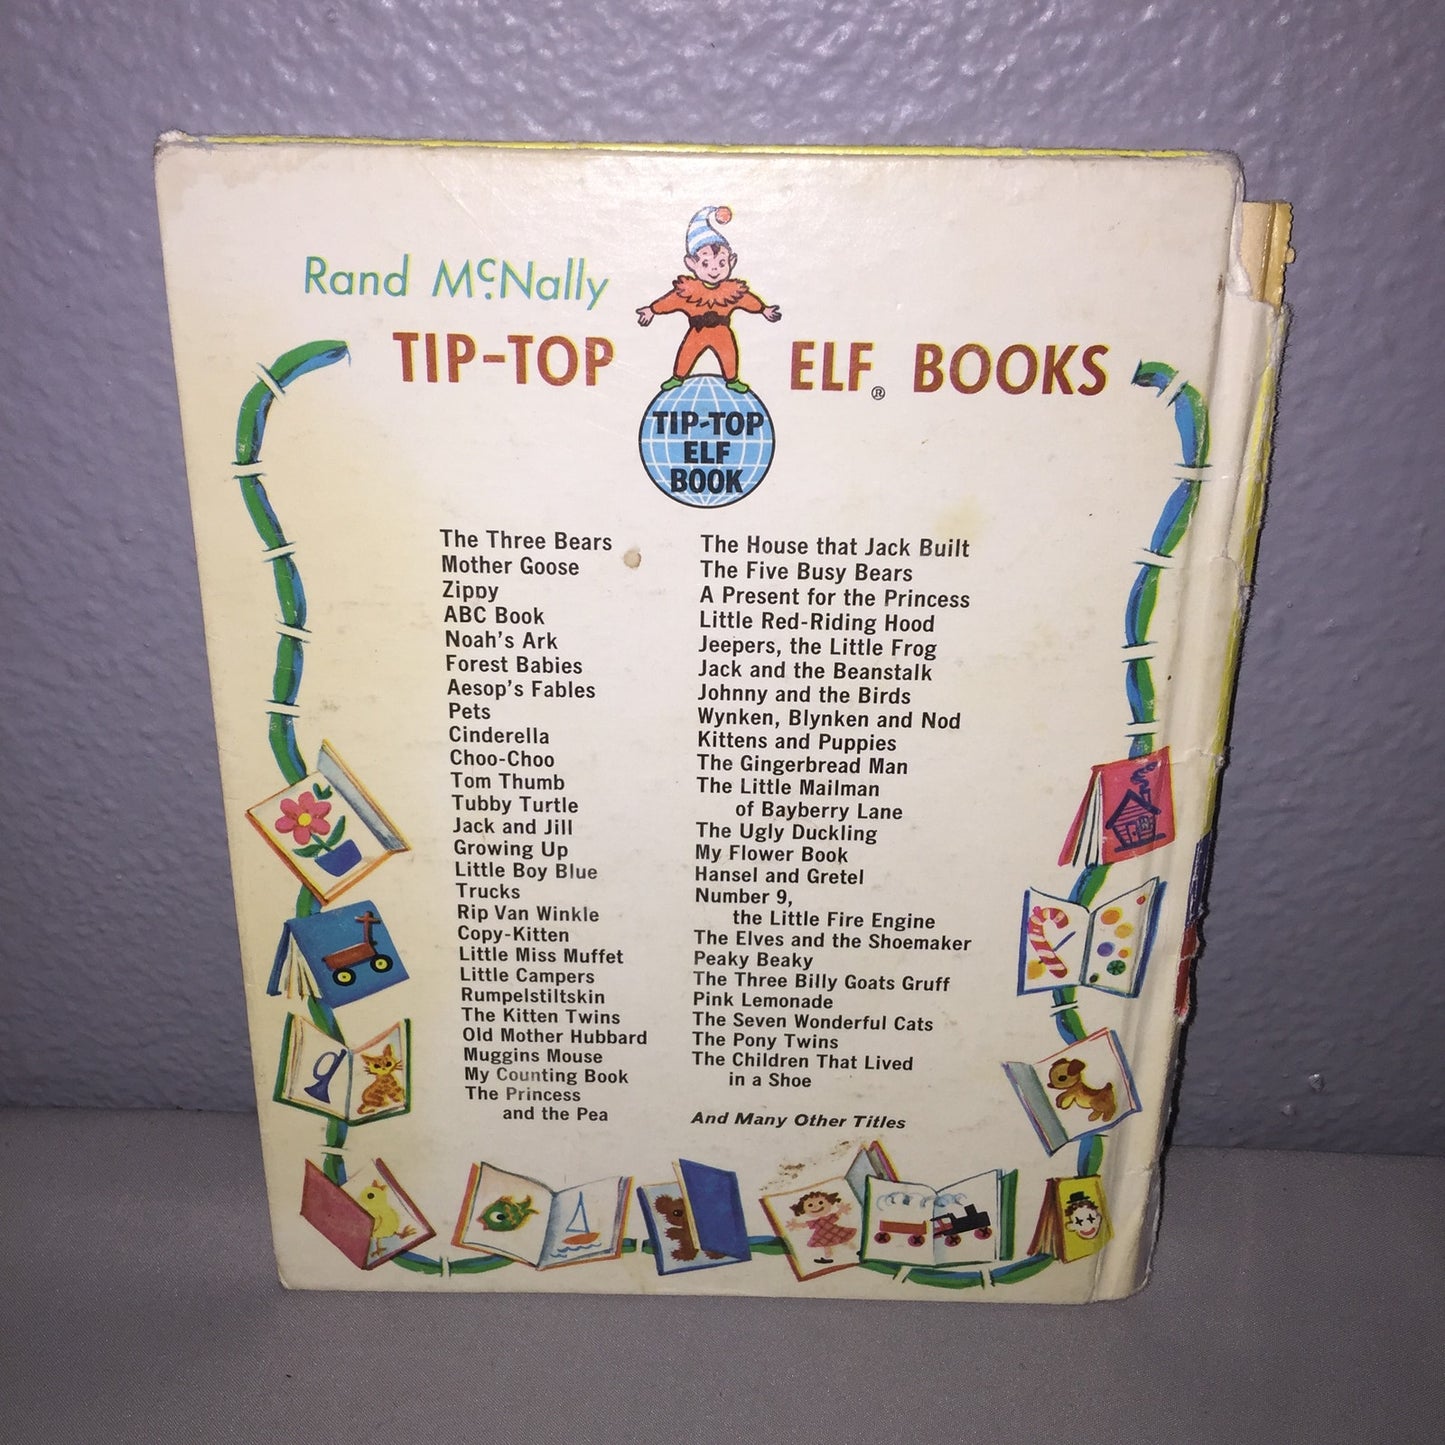 Rand McNally
TIP-TOP ELF® BOOKS
TIP-TOP
ELF
BOOK
The Three Bears
Mother Goose
Zippy
ABC Book
Noah's Ark
Forest Babies
Aesop's Fables
Pets
Cinderella
Choo-Choo
Tom Thumb
Tubby Turtle
Jack and Jill
Growing Up
Little Boy Blue
Trucks
Rip Van Winkle
Copy-Kitten
Little Miss Muffet
Little Campers
Rumpelstiltskin
The Kitten Twins
Old Mother Hubbard
Muggins Mouse
My Counting Book
The Princess
and the Pea
The House that Jack Built
The Five Busy Bears
A Present for the Princess
Little Red-Riding Hood
Jeepers, the Little Frog
Jack and the Beanstalk
Johnny and the Birds
Wynken, Blynken and Nod
Kittens and Puppies
The Gingerbread Man
The Little Mailman
of Bayberry Lane
The Ugly Duckling
My Flower Book
Hansel and Gretel
Number 9,
the Little Fire Engine
The Elves and the Shoemaker
Peaky Beaky
The Three Billy Goats Gruff
Pink Lemonade
The Seven Wonderful Cats
The Pony Twins
The Children That Lived
in a Shoe
And Many Other Titles